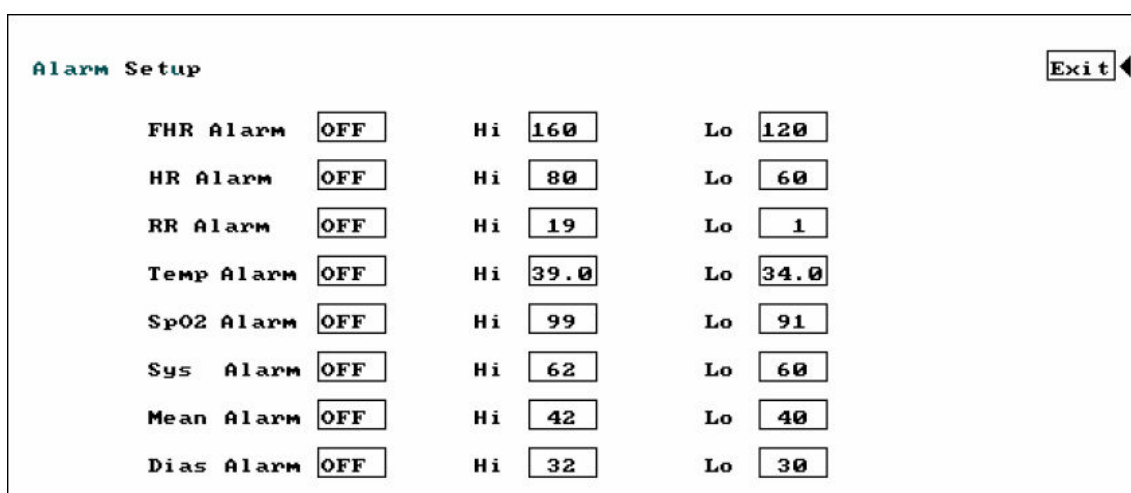 Alarm Setup Exit
FHR Alarm OFF Hi 160 Lo 120
HR Alarm OFF Hi 80 Lo 60
RR Alarm OFF Hi 19 Lo 1
Temp Alarm OFF Hi 39.0 Lo 34.0
SpO2 Alarm OFF Hi 99 Lo 91
Sys Alarm OFF Hi 62 Lo 60
Mean Alarm OFF Hi 42 Lo 40
Dias Alarm OFF Hi 32 Lo 30